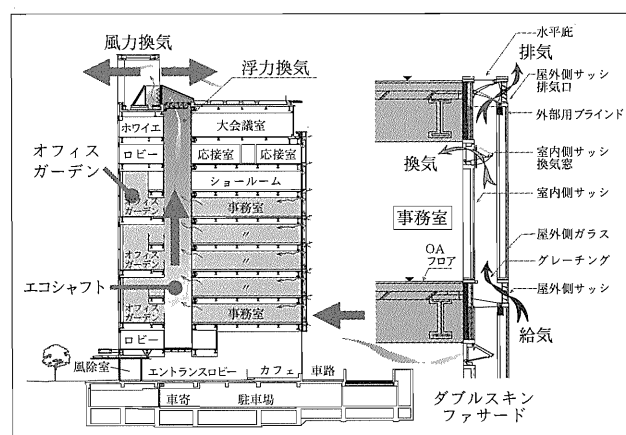 風力換気
浮力換気
ホワイエ
大会議室
ロビー
応接室
応接室
オフィス
ガーデン
ショールーム
オフィス
ガーデン
事務室
〃
オフィス
ガーデン
〃
エコシャフト
〃
オフィス
ガーデン
事務室
ロビー
風除室
エントランスロビー
カフェ
車路
車寄
駐車場
水平庇
排気
屋外側サッシ
排気口
外部用ブラインド
換気
室内側サッシ
換気窓
室内側サッシ
事務室
屋外側ガラス
OA
フロア
グレーチング
屋外側サッシ
給気
ダブルスキン
ファサード